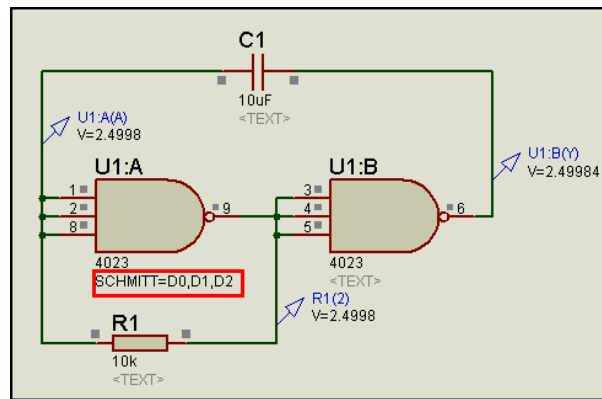 C1
10uF
<TEXT>
U1:A(A)
V=2.4998
U1:B(Y)
V=2.49984
U1:A
U1:B
1
2
8
9
3
4
5
6
4023
SCHMITT=D0,D1,D2
4023
<TEXT>
R1(2)
V=2.4998
R1
10k
<TEXT>